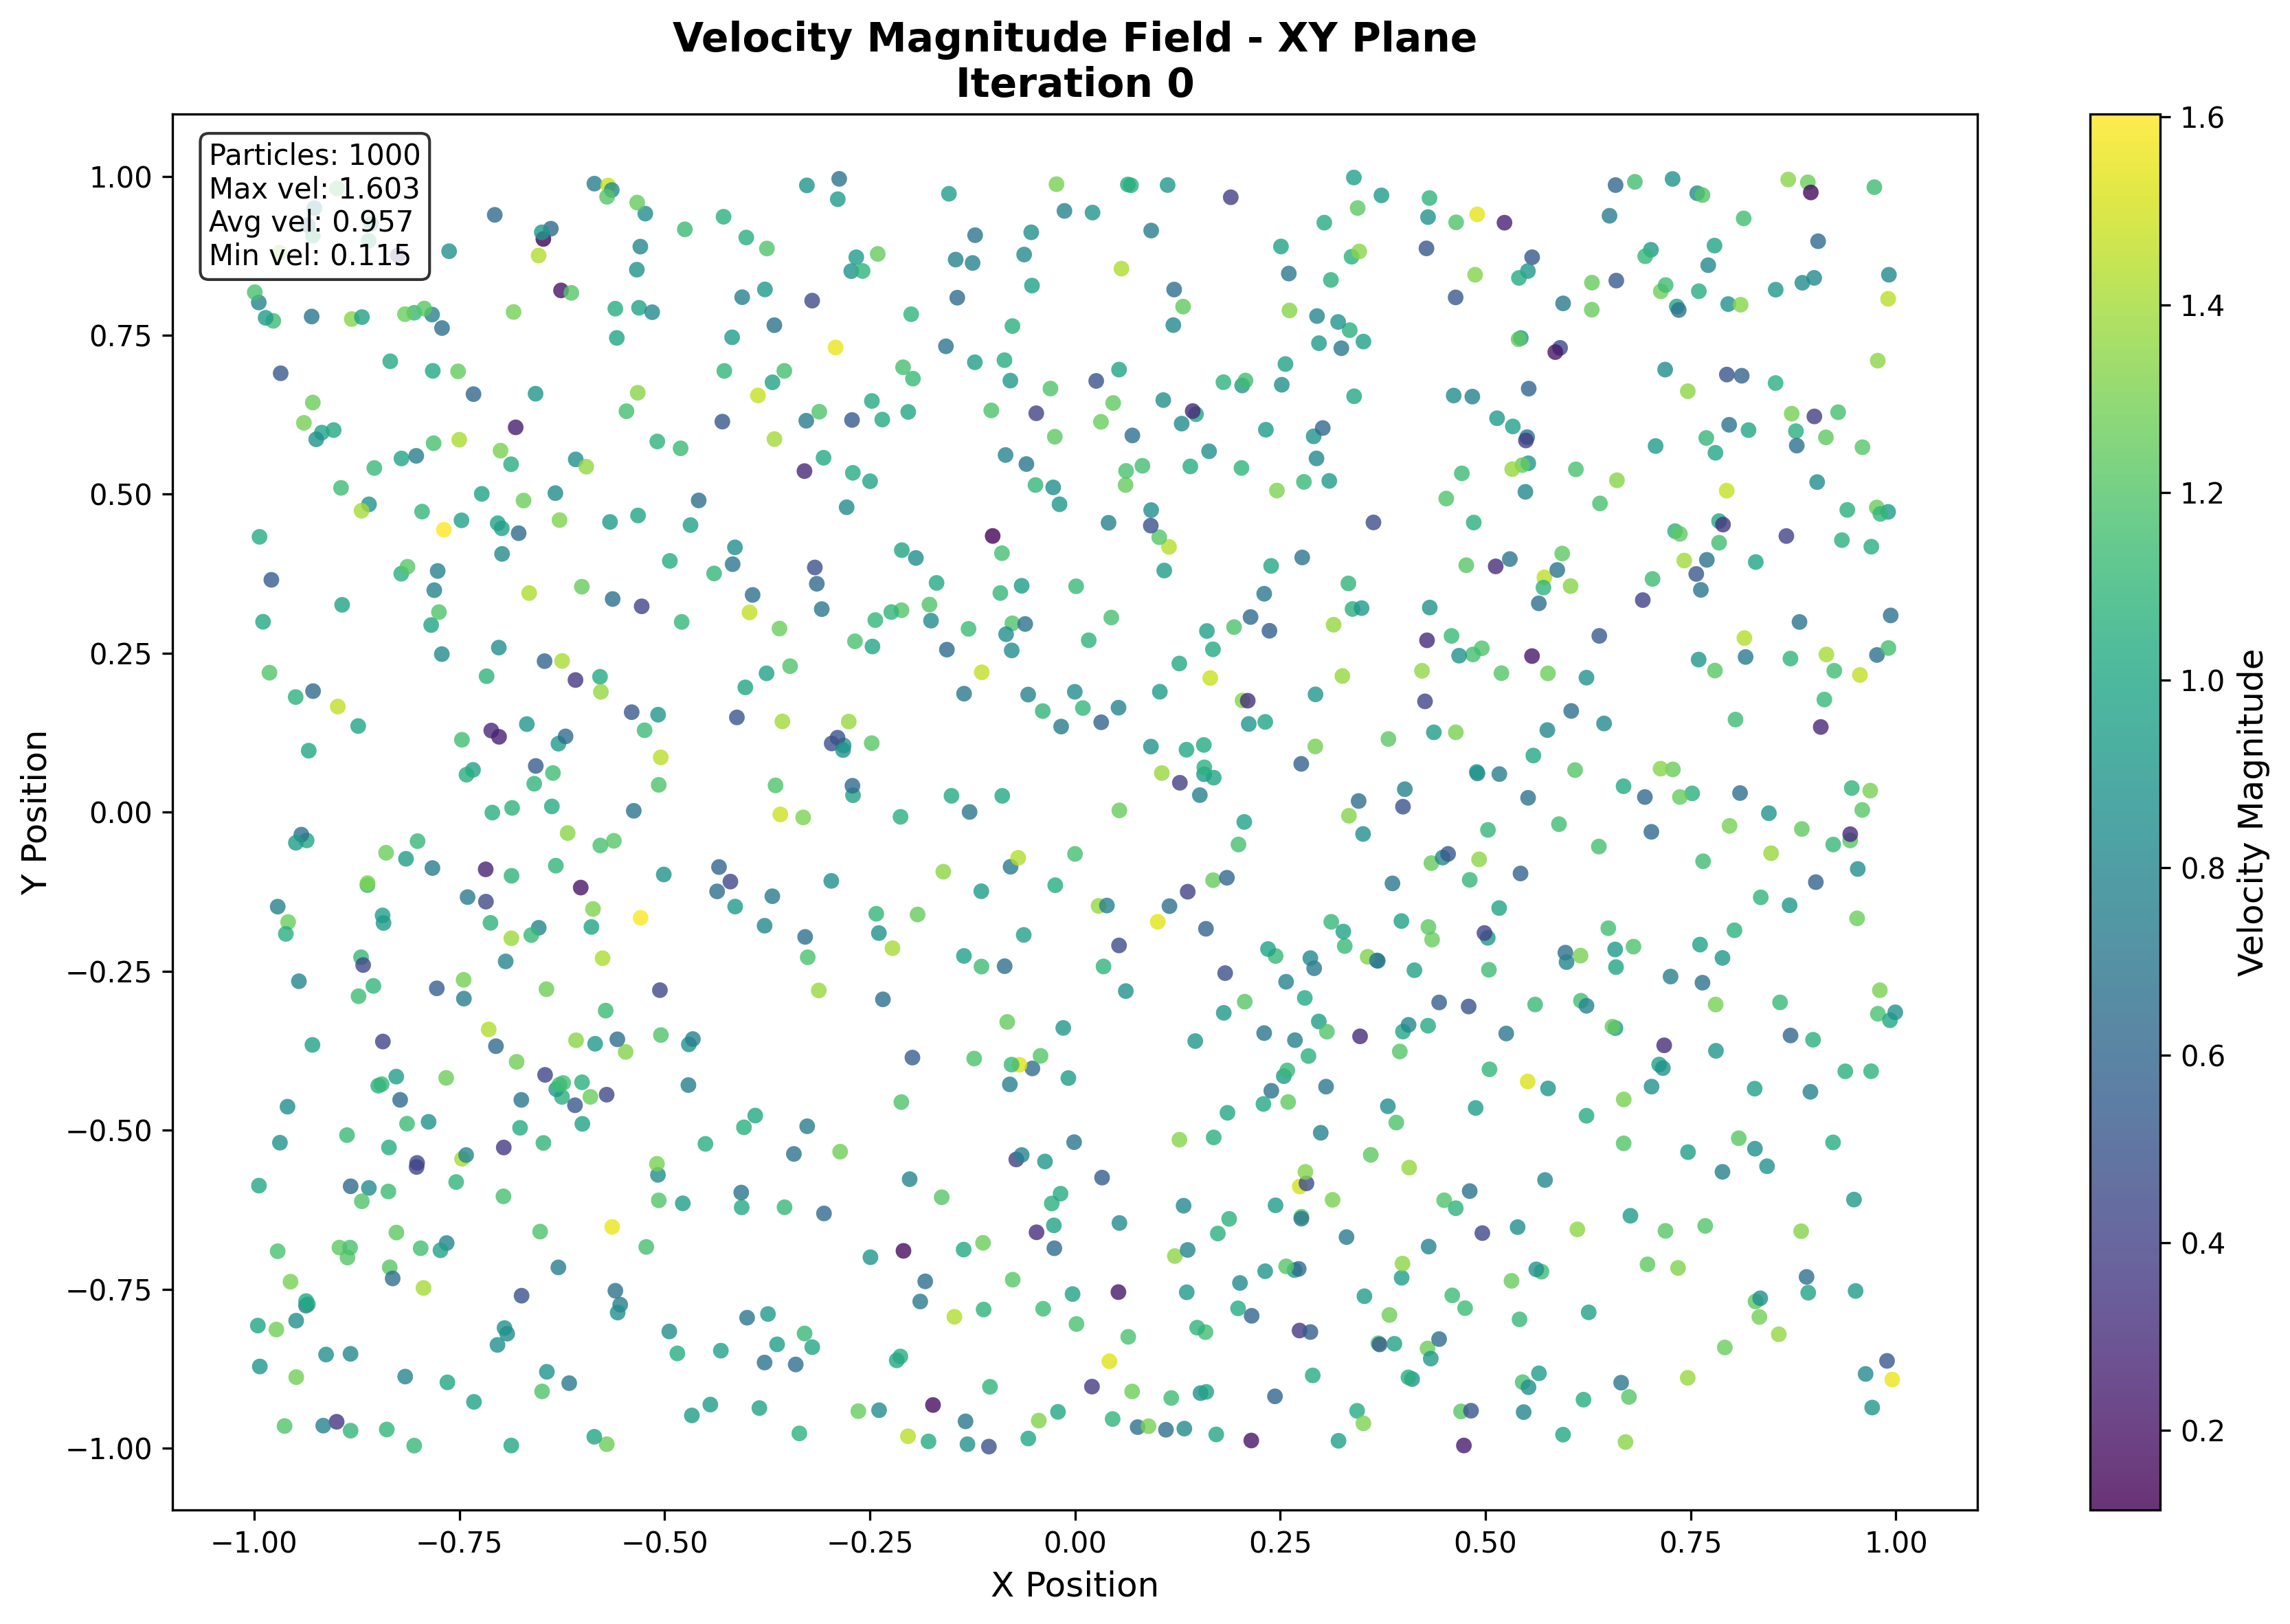 Velocity Magnitude Field - XY Plane
Iteration 0
Particles: 1000
Max vel: 1.603
Avg vel: 0.957
Min vel: 0.115
1.00
0.75
0.50
0.25
0.00
−0.25
−0.50
−0.75
−1.00
Y Position
−1.00
−0.75
−0.50
−0.25
0.00
0.25
0.50
0.75
1.00
X Position
1.6
1.4
1.2
1.0
0.8
0.6
0.4
0.2
Velocity Magnitude